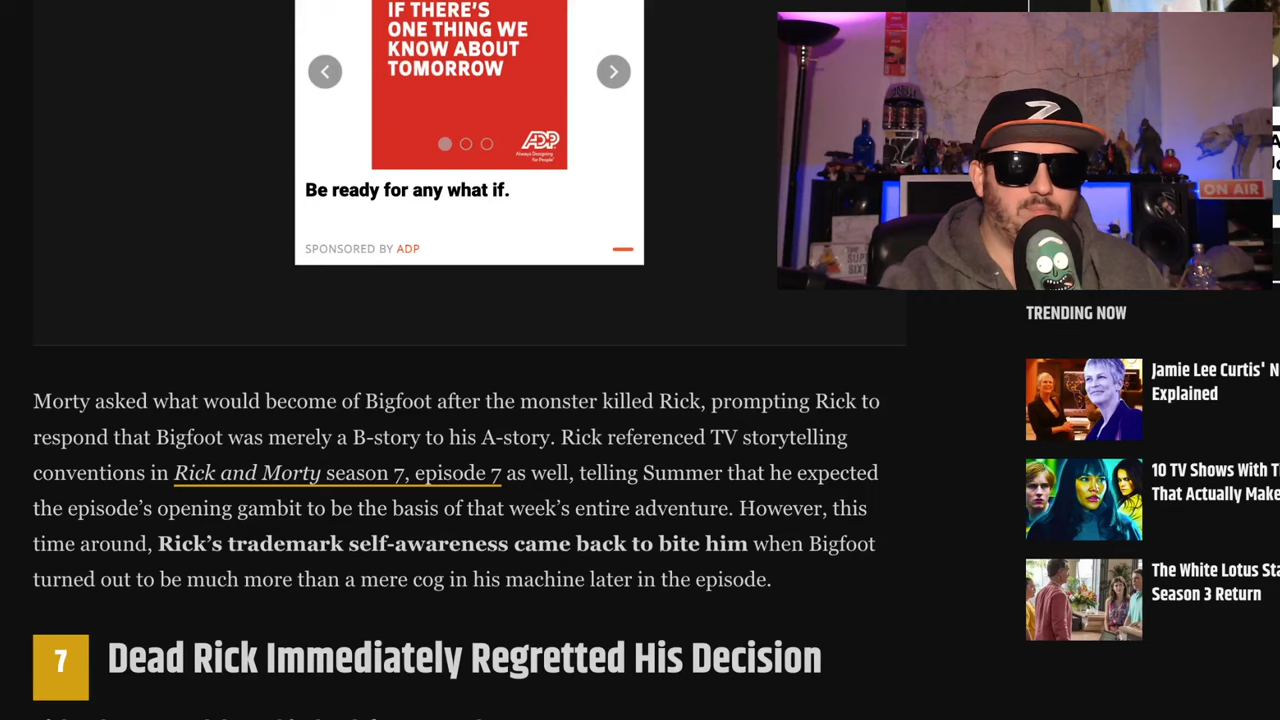 IF THERE'S
ONE THING WE
KNOW ABOUT
TOMORROW
ADP
Always Designing
for People
Be ready for any what if.
SPONSORED BY ADP
ON AIR
TRENDING NOW
Jamie Lee Curtis' N
Explained
10 TV Shows With T
That Actually Make
The White Lotus Sta
Season 3 Return
Morty asked what would become of Bigfoot after the monster killed Rick, prompting Rick to
respond that Bigfoot was merely a B-story to his A-story. Rick referenced TV storytelling
conventions in Rick and Morty season 7, episode 7 as well, telling Summer that he expected
the episode's opening gambit to be the basis of that week's entire adventure. However, this
time around, Rick's trademark self-awareness came back to bite him when Bigfoot
turned out to be much more than a mere cog in his machine later in the episode.
7 Dead Rick Immediately Regretted His Decision